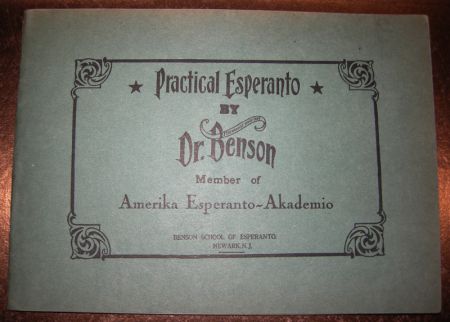 Practical Esperanto
BY
Dr. Benson
Member of
Amerika Esperanto-Akademio
BENSON SCHOOL OF ESPERANTO
NEWARK, N.J.